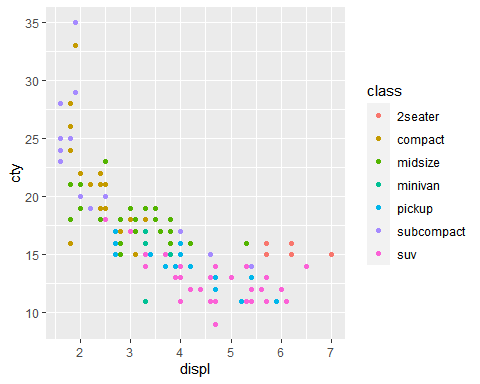 35
30
25
20
15
10
cty
2
3
4
5
6
7
displ
class
2seater
compact
midsize
minivan
pickup
subcompact
suv